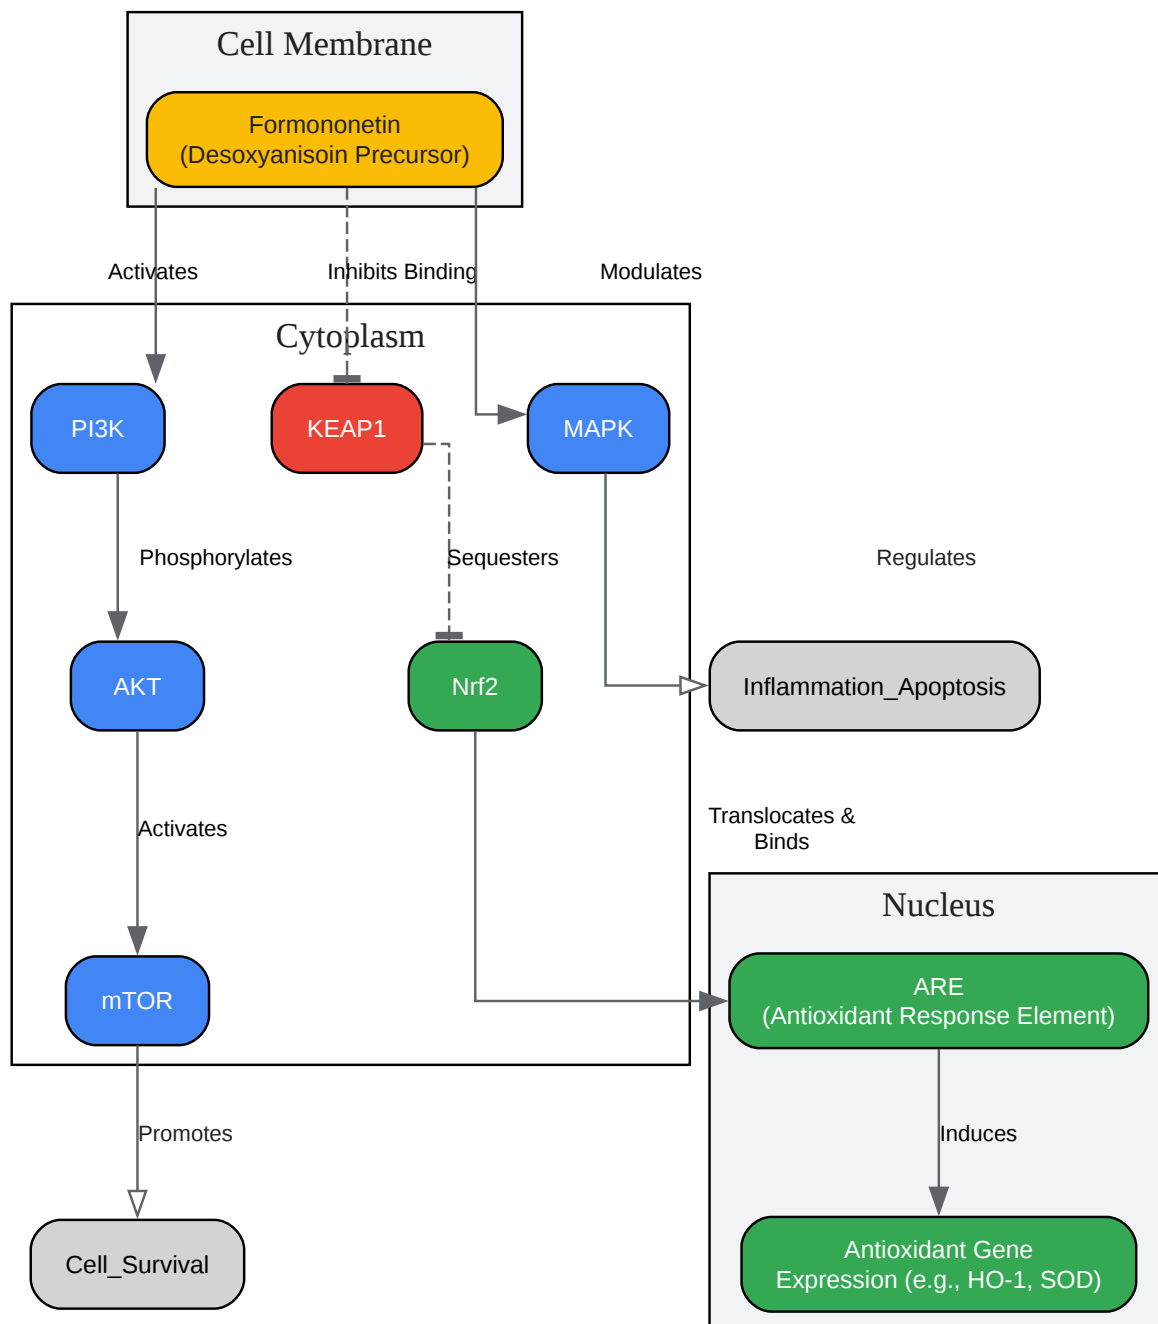 Cell Membrane
Formononetin
(Desoxyanisoin Precursor)
Activates
Inhibits Binding
Modulates
Cytoplasm
PI3K
KEAP1
MAPK
Phosphorylates
Sequesters
Regulates
AKT
Nrf2
Inflammation_Apoptosis
Activates
Translocates &
Binds
Nucleus
mTOR
ARE
(Antioxidant Response Element)
Promotes
Induces
Cell_Survival
Antioxidant Gene
Expression (e.g., HO-1, SOD)